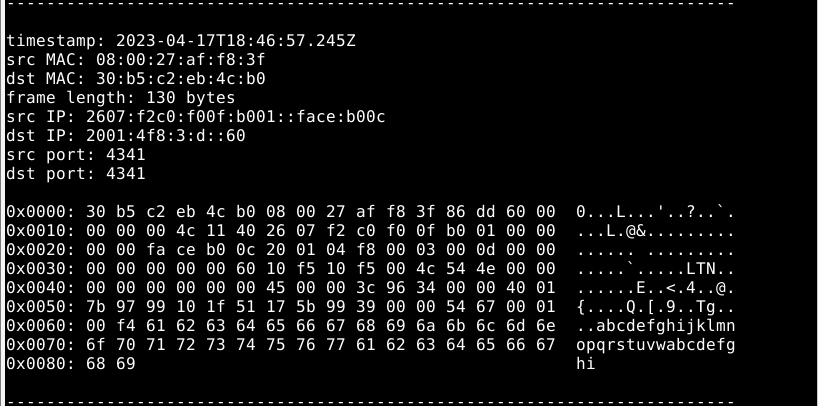 --------------------------------------------------------------------------
timestamp: 2023-04-17T18:46:57.245Z
src MAC: 08:00:27:af:f8:3f
dst MAC: 30:b5:c2:eb:4c:b0
frame length: 130 bytes
src IP: 2607:f2c0:f00f:b001::face:b00c
dst IP: 2001:4f8:3:d::60
src port: 4341
dst port: 4341
0x0000: 30 b5 c2 eb 4c b0 08 00 27 af f8 3f 86 dd 60 00  0...L...'..?..`.
0x0010: 00 00 00 4c 11 40 26 07 f2 c0 f0 0f b0 01 00 00  ...L.@&.........
0x0020: 00 00 fa ce b0 0c 20 01 04 f8 00 03 00 0d 00 00  ...... .........
0x0030: 00 00 00 00 00 60 10 f5 10 f5 00 4c 54 4e 00 00  .....`.....LTN..
0x0040: 00 00 00 00 00 00 45 00 00 3c 96 34 00 00 40 01  ......E..<.4..@.
0x0050: 7b 97 99 10 1f 51 17 5b 99 39 00 00 54 67 00 01  {....Q.[.9..Tg..
0x0060: 00 f4 61 62 63 64 65 66 67 68 69 6a 6b 6c 6d 6e  ..abcdefghijklmn
0x0070: 6f 70 71 72 73 74 75 76 77 61 62 63 64 65 66 67  opqrstuvwabcdefg
0x0080: 68 69                                            hi
--------------------------------------------------------------------------